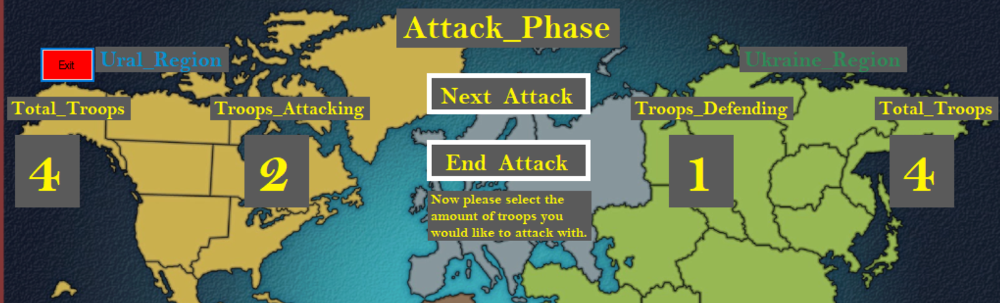 Attack_Phase
Exit
Ural_Region
Ukraine_Region
Next Attack
Total_Troops
Troops_Attacking
Troops_Defending
Total_Troops
4
2
End Attack
1
4
Now please select the
amount of troops you
would like to attack with.